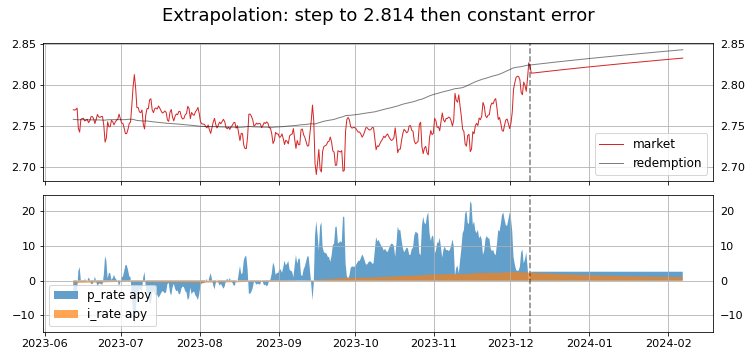 Extrapolation: step to 2.814 then constant error
2.85 2.85
2.80 2.80
2.75 2.75
2.70 2.70
market
redemption
20 20
10 10
0 0
−10 −10
p_rate apy
i_rate apy
2023-06 2023-07 2023-08 2023-09 2023-10 2023-11 2023-12 2024-01 2024-02